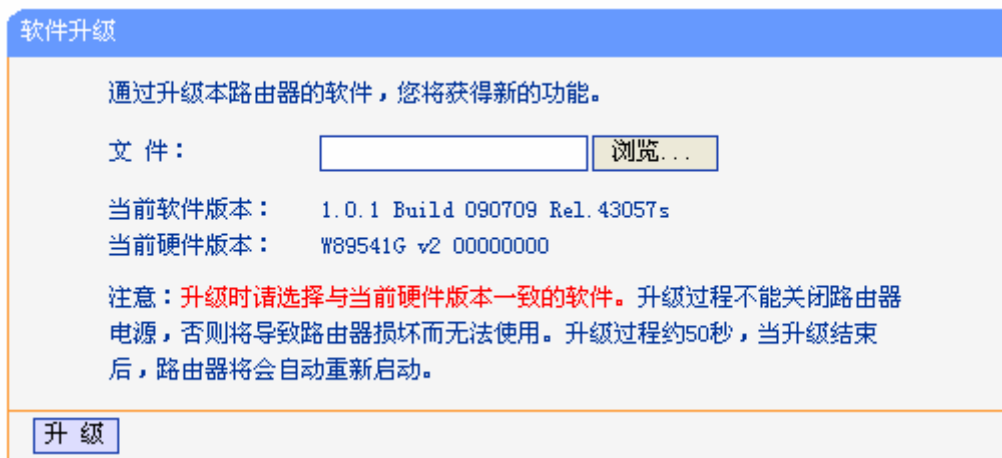 软件升级
通过升级本路由器的软件，您将获得新的功能。
文 件： 浏览...
当前软件版本： 1.0.1 Build 090709 Rel.43057s
当前硬件版本： W89541G v2 00000000
注意：升级时请选择与当前硬件版本一致的软件。升级过程不能关闭路由器
电源，否则将导致路由器损坏而无法使用。升级过程约50秒，当升级结束
后，路由器将会自动重新启动。
升 级